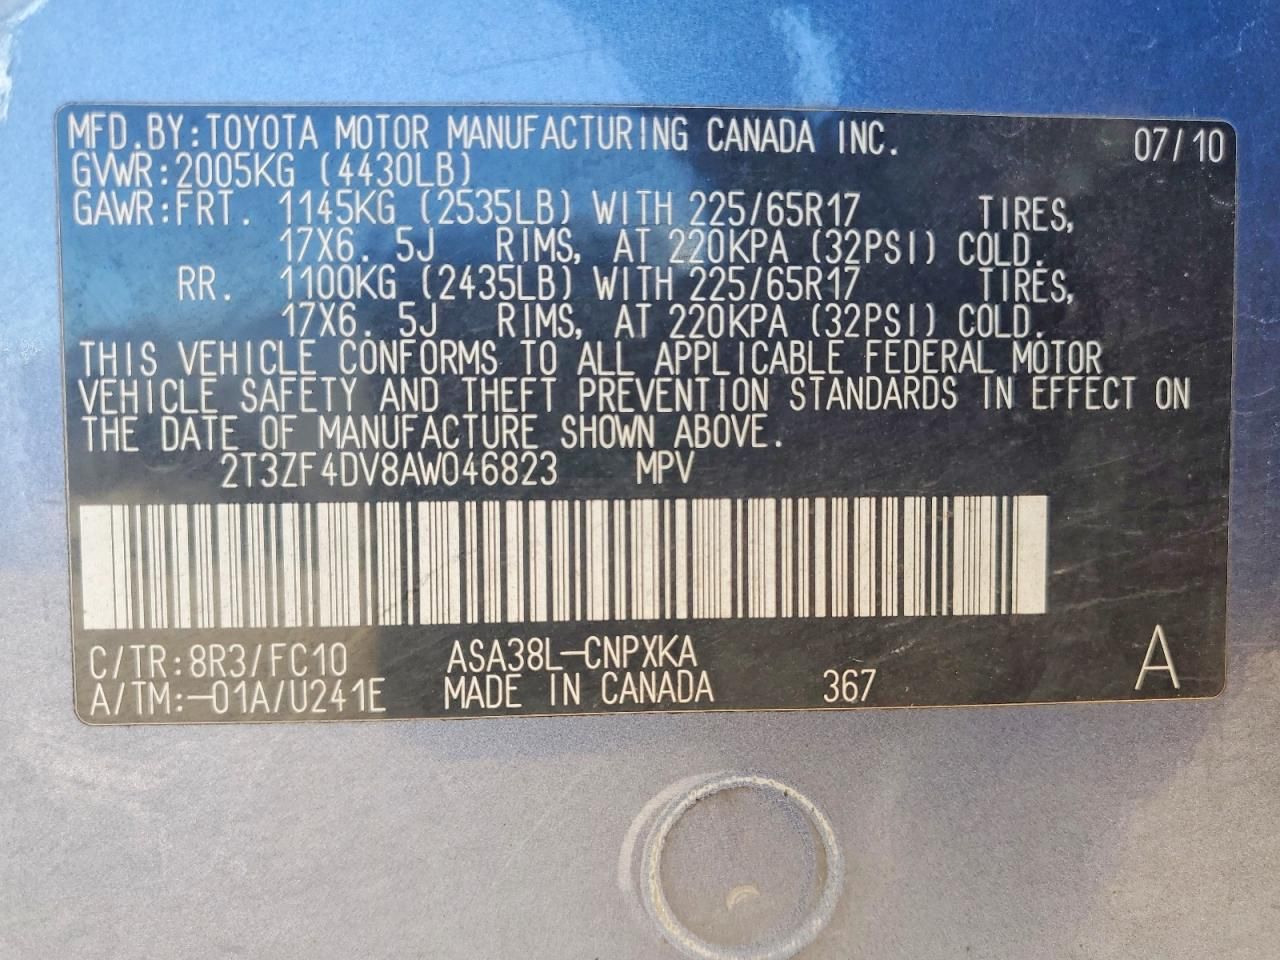 MFD.BY:TOYOTA MOTOR MANUFACTURING CANADA INC. 07/10
GVWR:2005KG (4430LB)
GAWR:FRT. 1145KG (2535LB) WITH 225/65R17 TIRES,
17X6.5J RIMS, AT 220KPA (32PSI) COLD.
RR. 1100KG (2435LB) WITH 225/65R17 TIRES,
17X6.5J RIMS, AT 220KPA (32PSI) COLD.
THIS VEHICLE CONFORMS TO ALL APPLICABLE FEDERAL MOTOR
VEHICLE SAFETY AND THEFT PREVENTION STANDARDS IN EFFECT ON
THE DATE OF MANUFACTURE SHOWN ABOVE.
2T3ZF4DV8AW046823 MPV
C/TR:8R3/FC10 ASA38L-CNPXKA A
A/TM:-01A/U241E MADE IN CANADA 367